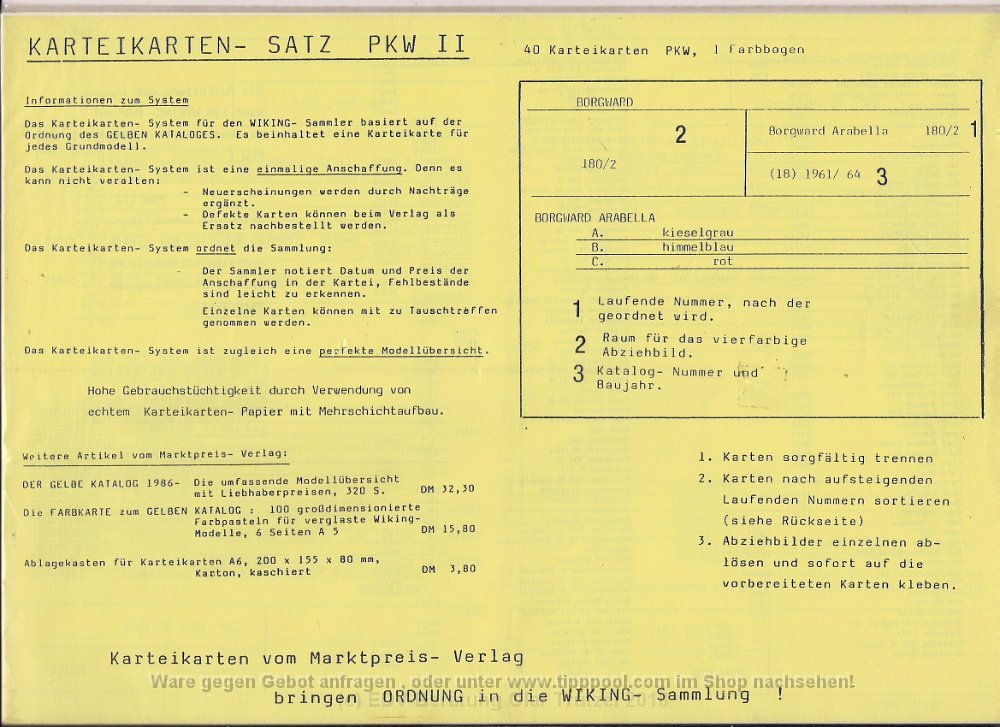 KARTEIKARTEN- SATZ PKW II
Informationen zum System
Das Karteikarten- System für den WIKING- Sammler basiert auf der
Ordnung des GELBEN KATALOGES. Es beinhaltet eine Karteikarte für
jedes Grundmodell.
Das Karteikarten- System ist eine einmalige Anschaffung. Denn es
kann nicht veralten:
- Neuerscheinungen werden durch Nachträge
ergänzt.
- Defekte Karten können beim Verlag als
Ersatz nachbestellt werden.
Das Karteikarten- System ordnet die Sammlung:
Der Sammler notiert Datum und Preis der
Anschaffung in der Kartei, Fehlbestände
sind leicht zu erkennen.
Einzelne Karten können mit zu Tauschtreffen
genommen werden.
Das Karteikarten- System ist zugleich eine perfekte Modellübersicht.
Hohe Gebrauchstüchtigkeit durch Verwendung von
echtem Karteikarten- Papier mit Mehrschichtaufbau.
Weitere Artikel vom Marktpreis- Verlag:
DER GELBE KATALOG 1986- Die umfassende Modellübersicht
mit Liebhaberpreisen, 320 S. DM 32,30
Die FARBKARTE zum GELBEN KATALOG : 100 großdimensionierte
Farbpasteln für verglaste Wiking-
Modelle, 6 Seiten A 5 DM 15,80
Ablagekasten für Karteikarten A6, 200 x 155 x 80 mm,
Karton, kaschiert DM 3,80
40 Karteikarten PKW, 1 Farbbogen
BORGWARD
2
180/2
Borgward Arabella 180/2 1
(18) 1961/ 64 3
BORGWARD ARABELLA
A. kieselgrau
B. himmelblau
C. rot
1 Laufende Nummer, nach der
geordnet wird.
2 Raum für das vierfarbige
Abziehbild.
3 Katalog- Nummer und
Baujahr.
1. Karten sorgfältig trennen
2. Karten nach aufsteigenden
Laufenden Nummern sortieren
(siehe Rückseite)
3. Abziehbilder einzelnen ab-
lösen und sofort auf die
vorbereiteten Karten kleben.
Karteikarten vom Marktpreis- Verlag
Ware gegen Gebot anfragen , oder unter www.tipppool.com im Shop nachsehen!
bringen ORDNUNG in die WIKING- Sammlung !